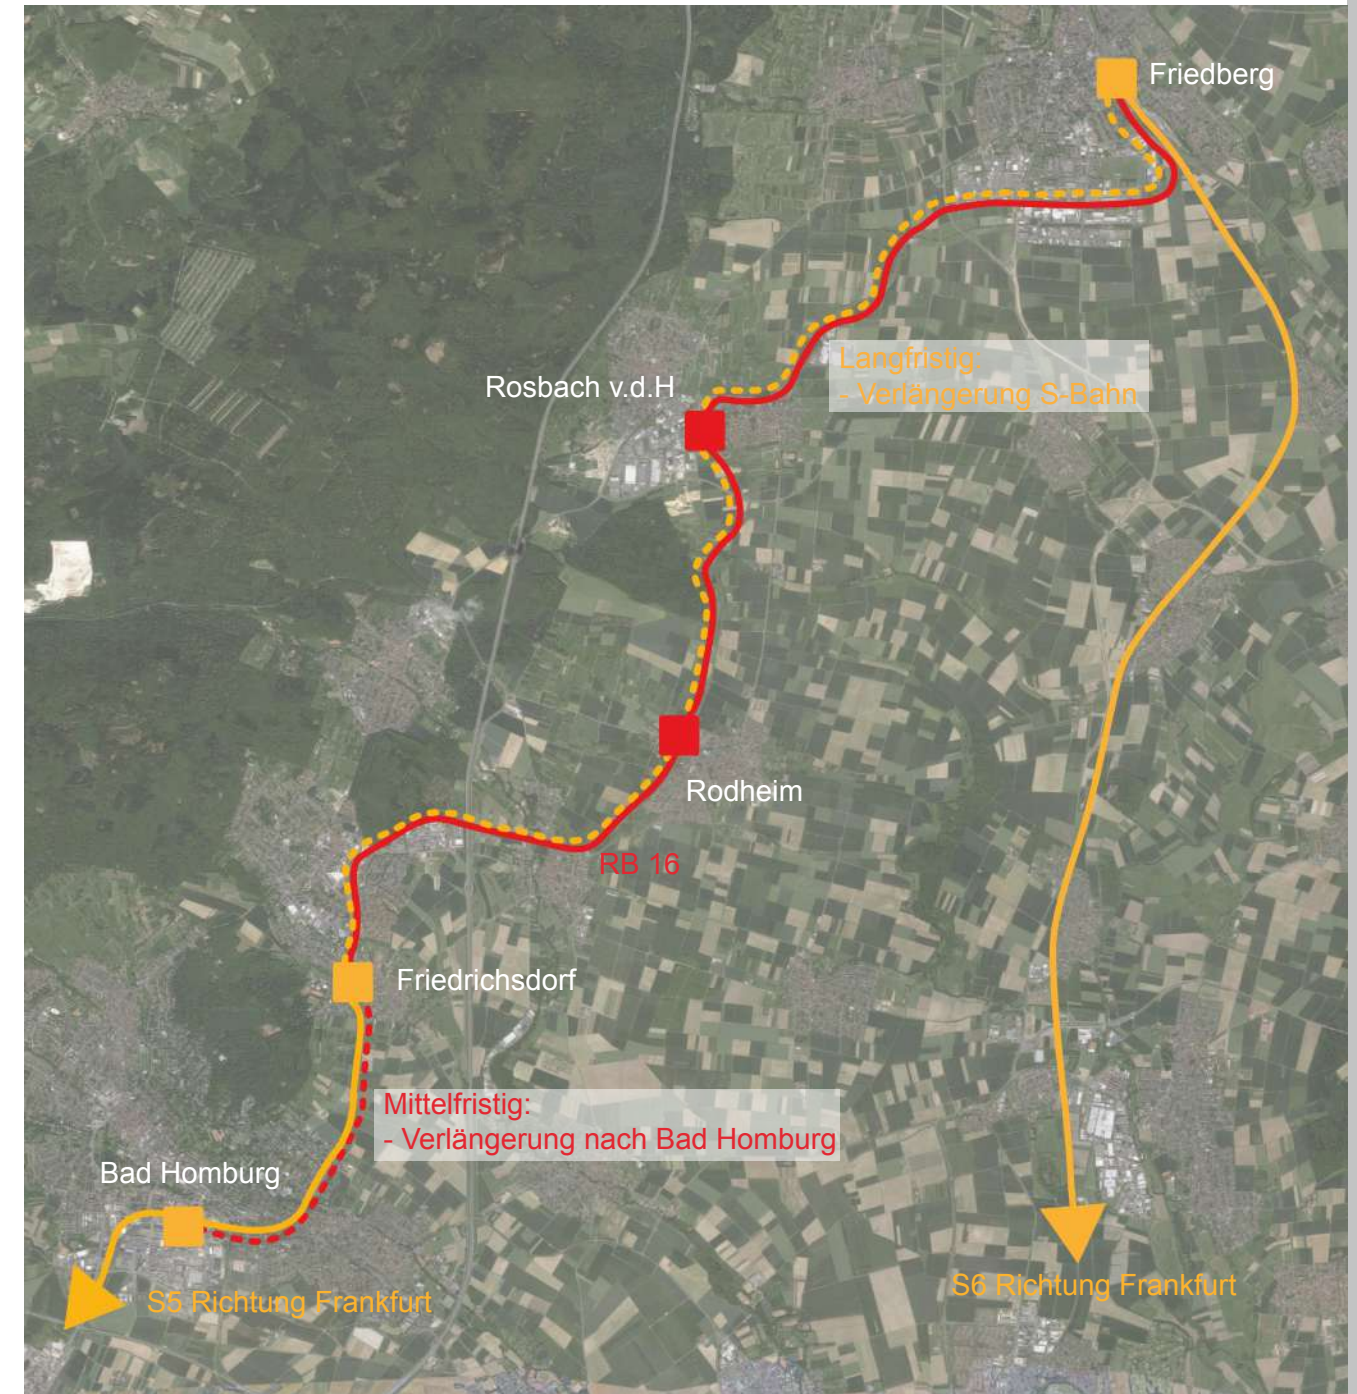 Friedberg
Langfristig:
- Verlängerung S-Bahn
Rosbach v.d.H
Rodheim
RB 16
Friedrichsdorf
Mittelfristig:
- Verlängerung nach Bad Homburg
Bad Homburg
S5 Richtung Frankfurt
S6 Richtung Frankfurt